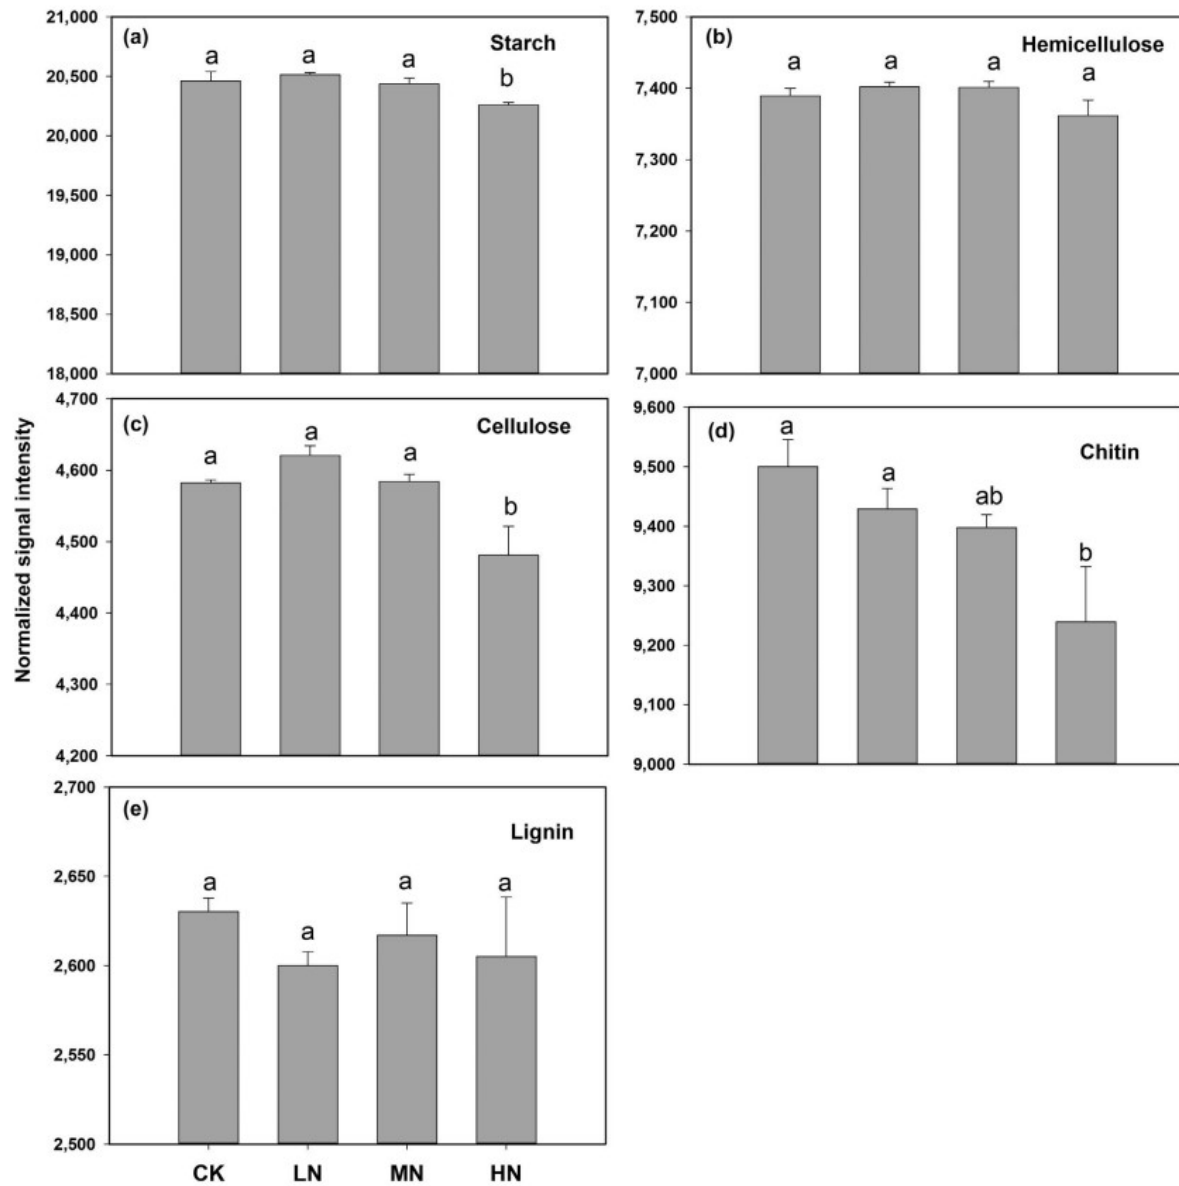 Normalized signal intensity
(a) Starch
21,000
20,500
20,000
19,500
19,000
18,500
18,000
a a a b
(b) Hemicellulose
7,500
7,400
7,300
7,200
7,100
7,000
a a a a
(c) Cellulose
4,700
4,600
4,500
4,400
4,300
4,200
a a a b
(d) Chitin
9,600
9,500
9,400
9,300
9,200
9,100
9,000
a a ab b
(e) Lignin
2,700
2,650
2,600
2,550
2,500
a a a a
CK LN MN HN